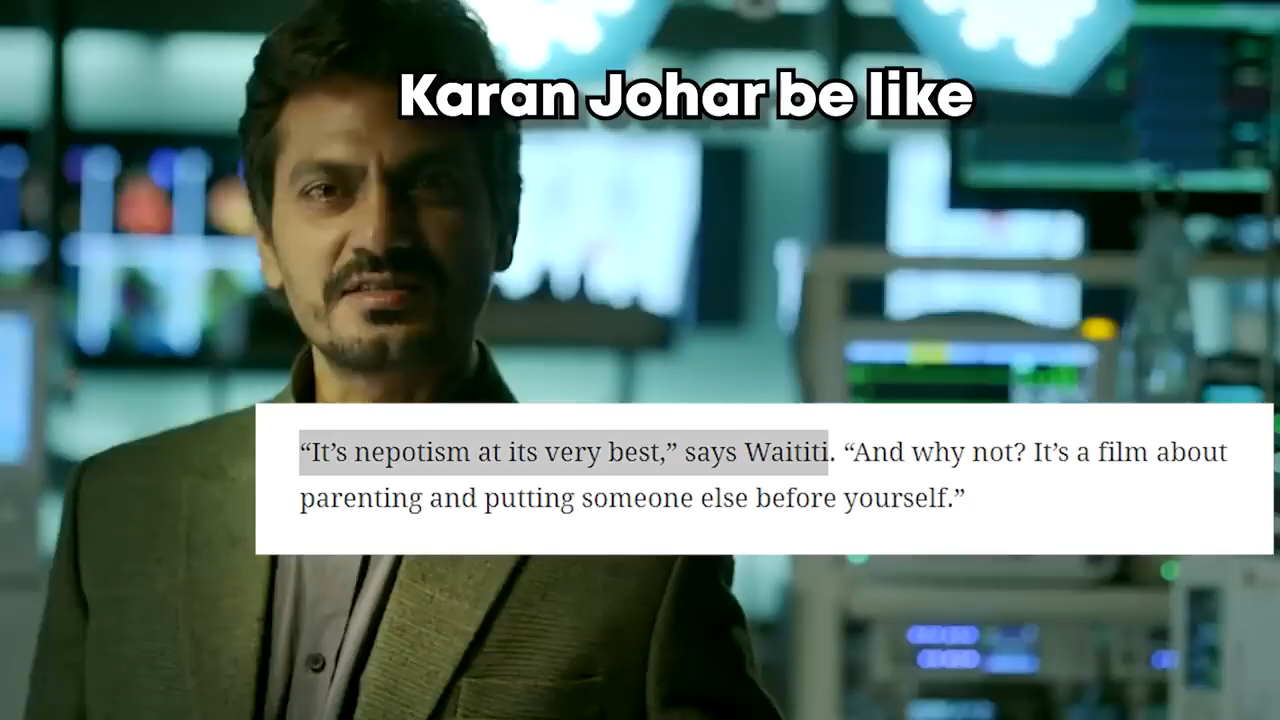 Karan Johar be like
“It’s nepotism at its very best,” says Waititi. “And why not? It’s a film about
parenting and putting someone else before yourself.”